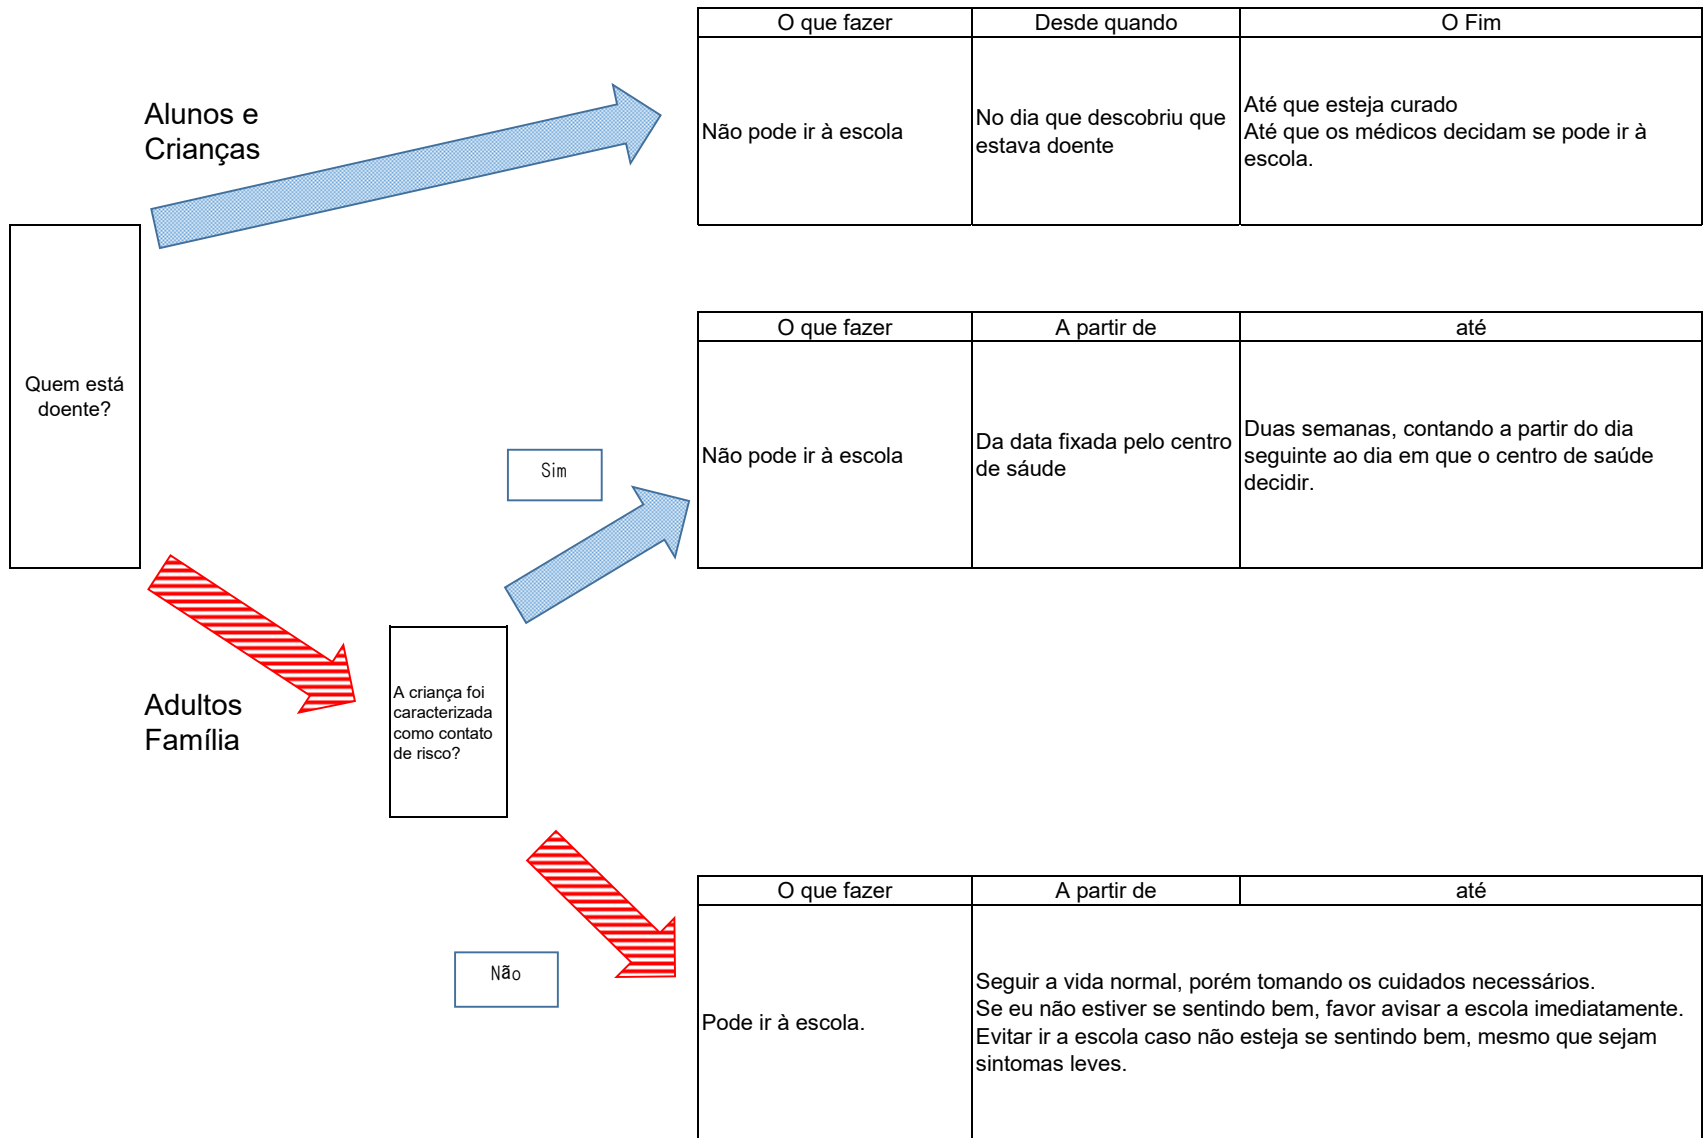 O que fazer
Desde quando
O Fim
Alunos e
Crianças
Não pode ir à escola
No dia que descobriu que
estava doente
Até que esteja curado
Até que os médicos decidam se pode ir à
escola.
Quem está
doente?
O que fazer
A partir de
até
Sim
Não pode ir à escola
Da data fixada pelo centro
de sáude
Duas semanas, contando a partir do dia
seguinte ao dia em que o centro de saúde
decidir.
Adultos
Família
A criança foi
caracterizada
como contato
de risco?
O que fazer
A partir de
até
Não
Pode ir à escola.
Seguir a vida normal, porém tomando os cuidados necessários.
Se eu não estiver se sentindo bem, favor avisar a escola imediatamente.
Evitar ir a escola caso não esteja se sentindo bem, mesmo que sejam
sintomas leves.